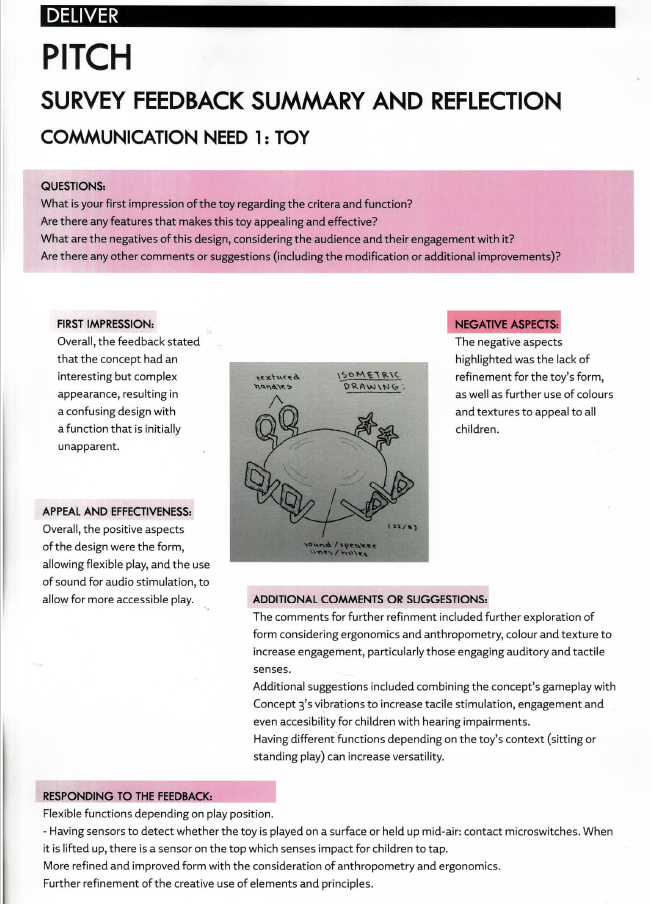 DELIVER
PITCH
SURVEY FEEDBACK SUMMARY AND REFLECTION
COMMUNICATION NEED 1: TOY
QUESTIONS:
What is your first impression of the toy regarding the critera and function?
Are there any features that makes this toy appealing and effective?
What are the negatives of this design, considering the audience and their engagement with it?
Are there any other comments or suggestions (including the modification or additional improvements)?
FIRST IMPRESSION:
Overall, the feedback stated
that the concept had an
interesting but complex
appearance, resulting in
a confusing design with
a function that is initially
unapparent.
NEGATIVE ASPECTS:
The negative aspects
highlighted was the lack of
refinement for the toy's form,
as well as further use of colours
and textures to appeal to all
children.
textured
handles
ISOMETRIC
DRAWING:
(22/8)
sound/speaker
lines/holes
APPEAL AND EFFECTIVENESS:
Overall, the positive aspects
of the design were the form,
allowing flexible play, and the use
of sound for audio stimulation, to
allow for more accessible play.
ADDITIONAL COMMENTS OR SUGGESTIONS:
The comments for further refinment included further exploration of
form considering ergonomics and anthropometry, colour and texture to
increase engagement, particularly those engaging auditory and tactile
senses.
Additional suggestions included combining the concept's gameplay with
Concept 3's vibrations to increase tacile stimulation, engagement and
even accesibility for children with hearing impairments.
Having different functions depending on the toy's context (sitting or
standing play) can increase versatility.
RESPONDING TO THE FEEDBACK:
Flexible functions depending on play position.
- Having sensors to detect whether the toy is played on a surface or held up mid-air: contact microswitches. When
it is lifted up, there is a sensor on the top which senses impact for children to tap.
More refined and improved form with the consideration of anthropometry and ergonomics.
Further refinement of the creative use of elements and principles.